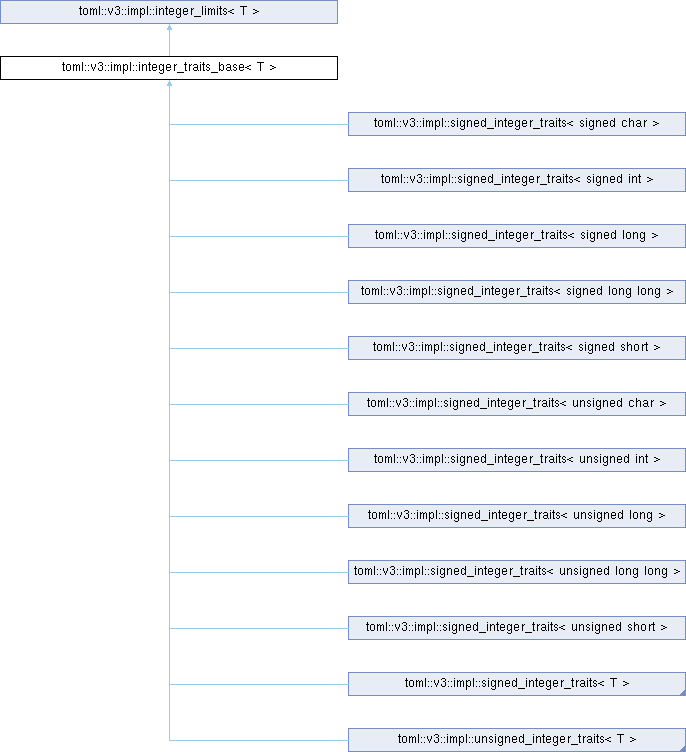 toml::v3::impl::integer_limits< T >
toml::v3::impl::integer_traits_base< T >
toml::v3::impl::signed_integer_traits< signed char >
toml::v3::impl::signed_integer_traits< signed int >
toml::v3::impl::signed_integer_traits< signed long >
toml::v3::impl::signed_integer_traits< signed long long >
toml::v3::impl::signed_integer_traits< signed short >
toml::v3::impl::signed_integer_traits< unsigned char >
toml::v3::impl::signed_integer_traits< unsigned int >
toml::v3::impl::signed_integer_traits< unsigned long >
toml::v3::impl::signed_integer_traits< unsigned long long >
toml::v3::impl::signed_integer_traits< unsigned short >
toml::v3::impl::signed_integer_traits< T >
toml::v3::impl::unsigned_integer_traits< T >